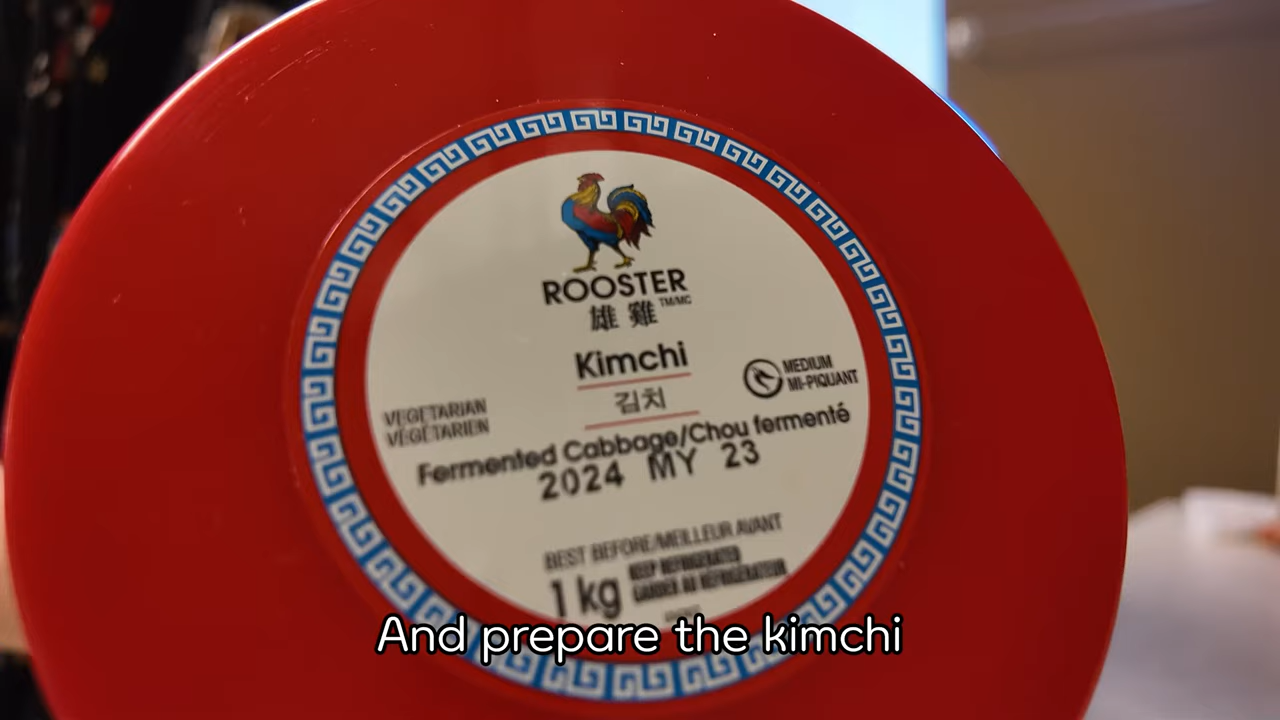 ROOSTER
TM/MC
雄雞
Kimchi
김치
MEDIUM
MI-PIQUANT
VEGETARIAN
VÉGÉTARIEN
Fermented Cabbage/Chou fermenté
2024 MY 23
BEST BEFORE/MEILLEUR AVANT
1 kg
KEEP REFRIGERATED
GARDER AU RÉFRIGÉRATEUR
And prepare the kimchi